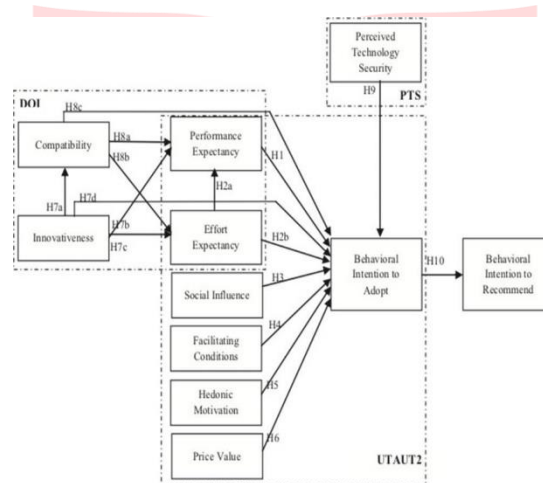 Perceived
Technology
Security
H9
PTS
DOI
H8c
Compatibility
H8a
H8b
Performance
Expectancy
H1
H7a
H7d
H2a
Innovativeness
H7b
H7c
Effort
Expectancy
H2b
Behavioral
Intention to
Adopt
H10
Behavioral
Intention to
Recommend
Social Influence
H3
Facilitating
Conditions
H4
Hedonic
Motivation
H5
Price Value
H6
UTAUT2